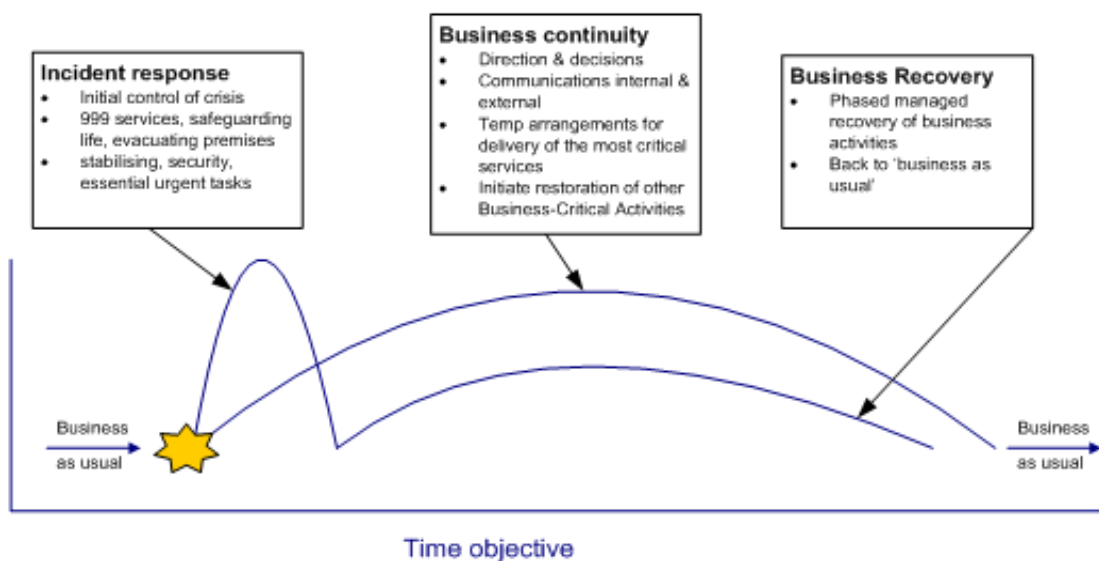 Incident response
• Initial control of crisis
• 999 services, safeguarding
life, evacuating premises
• stabilising, security,
essential urgent tasks
Business continuity
• Direction & decisions
• Communications internal &
external
• Temp arrangements for
delivery of the most critical
services
• Initiate restoration of other
Business-Critical Activities
Business Recovery
• Phased managed
recovery of business
activities
• Back to ‘business as
usual’
Business
as usual
Business
as usual
Time objective